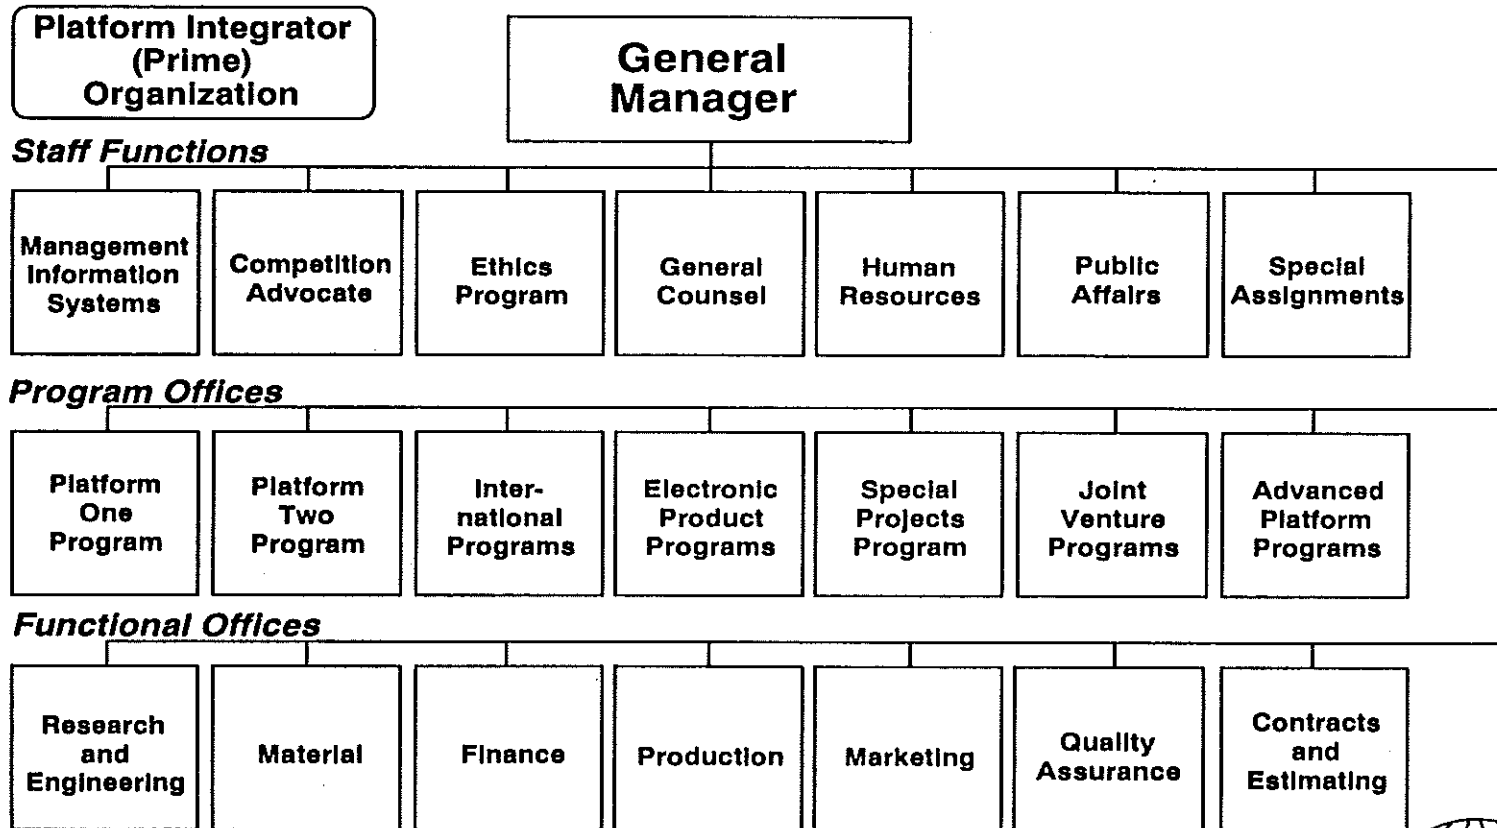 Platform Integrator
(Prime)
Organization
General
Manager
Staff Functions
Management
Information
Systems
Competition
Advocate
Ethics
Program
General
Counsel
Human
Resources
Public
Affairs
Special
Assignments
Program Offices
Platform
One
Program
Platform
Two
Program
Inter-
national
Programs
Electronic
Product
Programs
Special
Projects
Program
Joint
Venture
Programs
Advanced
Platform
Programs
Functional Offices
Research
and
Engineering
Material
Finance
Production
Marketing
Quality
Assurance
Contracts
and
Estimating